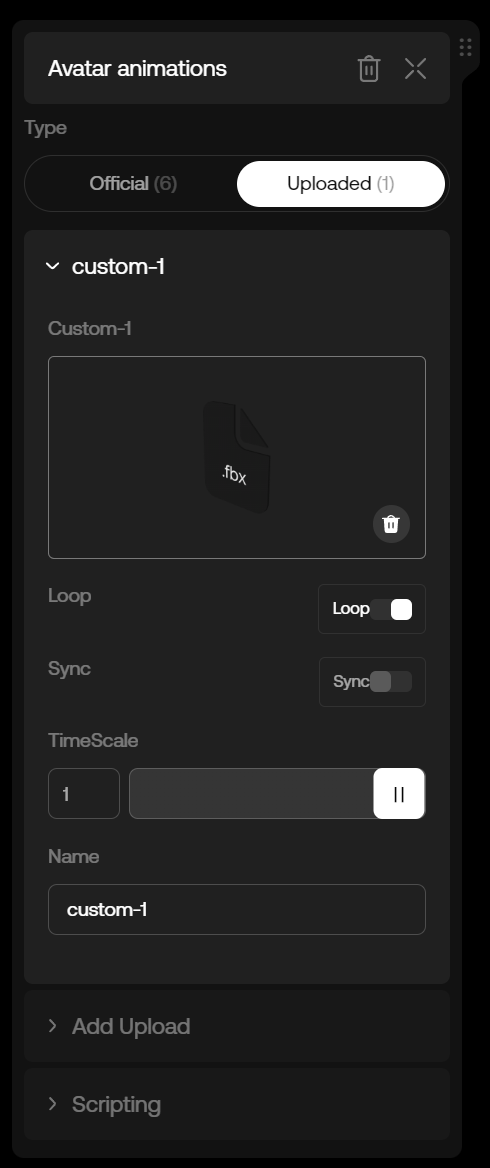 Avatar animations
Type
Official (6)
Uploaded (1)
custom-1
Custom-1
.fbx
Loop
Loop
Sync
Sync
TimeScale
1
Name
custom-1
Add Upload
Scripting